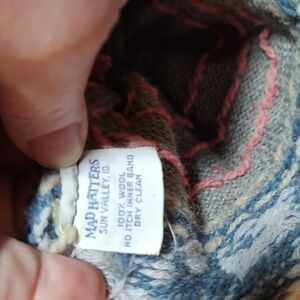 MAD HATTERS
SUN VALLEY, ID.
100% WOOL
NO ITCH INNER BAND
DRY CLEAN